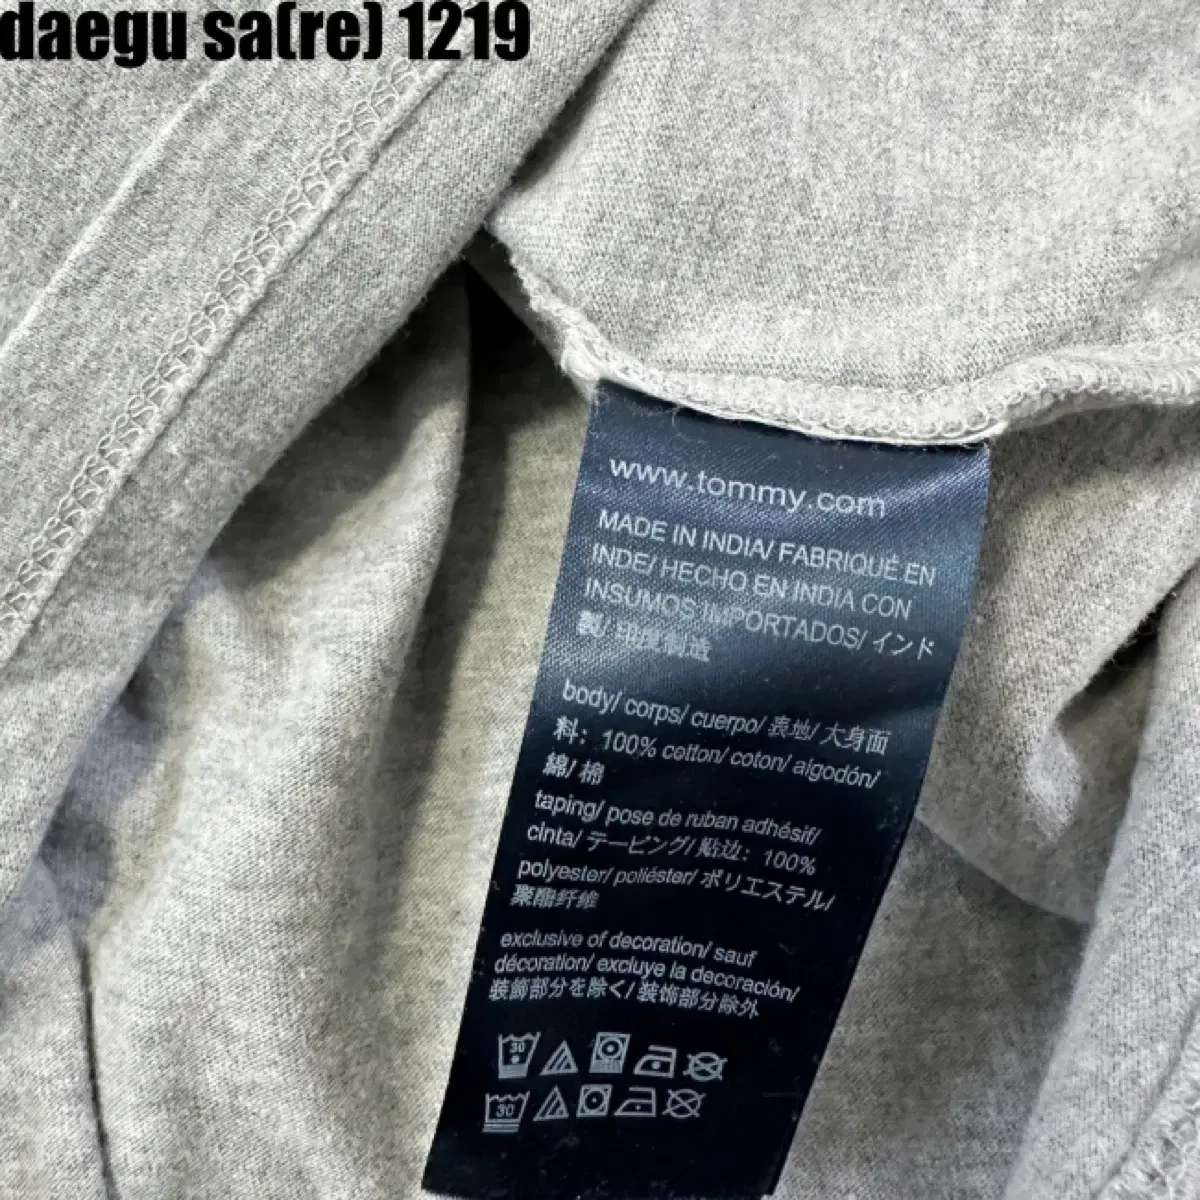 daegu sa(re) 1219
www.tommy.com
MADE IN INDIA/ FABRIQUÉ EN
INDE/ HECHO EN INDIA CON
INSUMOS IMPORTADOS/ インド
製/ 印度制造
body/ corps/ cuerpo/ 表地/ 大身面
料: 100% cotton/ coton/ algodón/
綿/ 棉
taping/ pose de ruban adhésif/
cinta/ テーピング/ 贴边: 100%
polyester/ poliéster/ ポリエステル/
聚酯纤维
exclusive of decoration/ sauf
décoration/ excluye la decoración/
装飾部分を除く/ 装饰部分除外
30
30